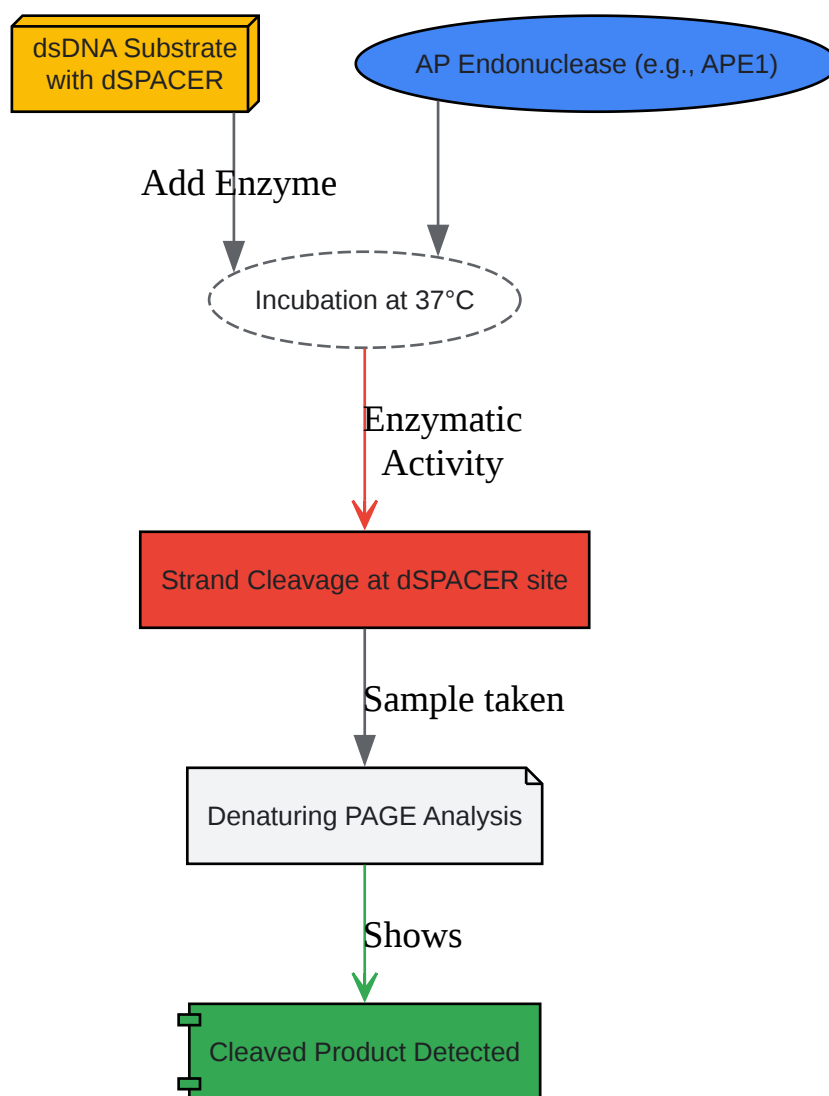 dsDNA Substrate
with dSPACER
AP Endonuclease (e.g., APE1)
Add Enzyme
Incubation at 37°C
Enzymatic
Activity
Strand Cleavage at dSPACER site
Sample taken
Denaturing PAGE Analysis
Shows
Cleaved Product Detected